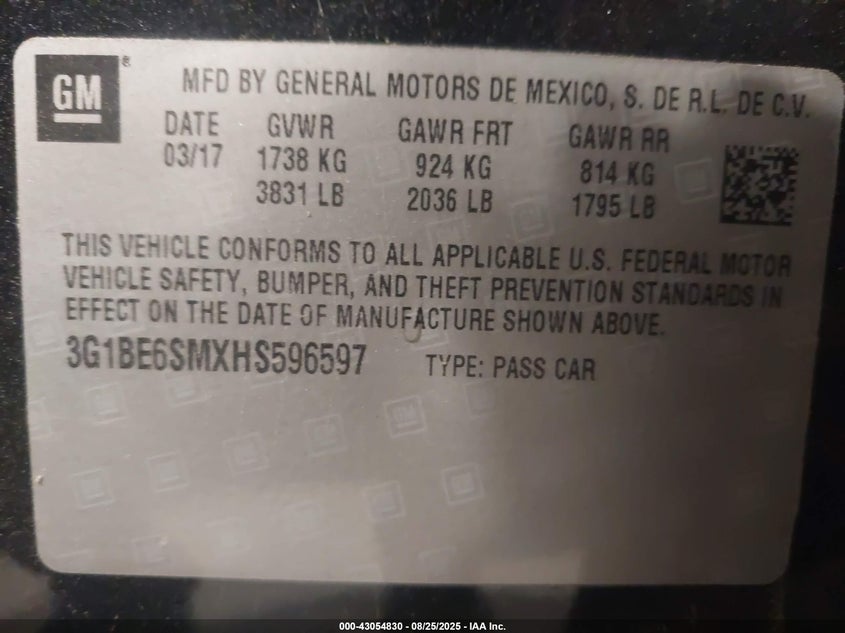 GM®
MFD BY GENERAL MOTORS DE MEXICO, S. DE R.L. DE C.V.
DATE GVWR GAWR FRT GAWR RR
03/17 1738 KG 924 KG 814 KG
3831 LB 2036 LB 1795 LB
THIS VEHICLE CONFORMS TO ALL APPLICABLE U.S. FEDERAL MOTOR
VEHICLE SAFETY, BUMPER, AND THEFT PREVENTION STANDARDS IN
EFFECT ON THE DATE OF MANUFACTURE SHOWN ABOVE.
3G1BE6SMXHS596597 TYPE: PASS CAR
000-43054830 - 08/25/2025 - IAA Inc.